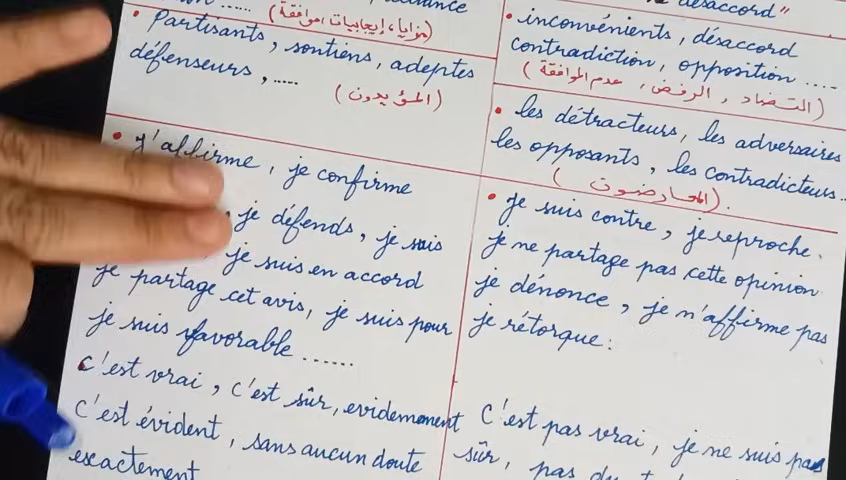 (مزايا، إيجابيات، موافقة)
• Partisants, soutiens, adeptes
défenseurs, .....
(المؤيدون)
• j'affirme, je confirme
, je défends, je suis
je suis en accord
je partage cet avis, je suis pour
je suis favorable ......
c'est vrai, c'est sûr, evidemement
c'est évident, sans aucun doute
exactement
désaccord"
• inconvénients, désaccord
contradiction, opposition ....
(التضاد, الرفض, عدم الموافقة)
• les détracteurs, les adversaires
les opposants, les contradicteurs..
(المعارضون).
• je suis contre, je reproche.
je ne partage pas cette opinion
je dénonce, je n'affirme pas
je rétorque:
C'est pas vrai, je ne suis pas
sûr, pas